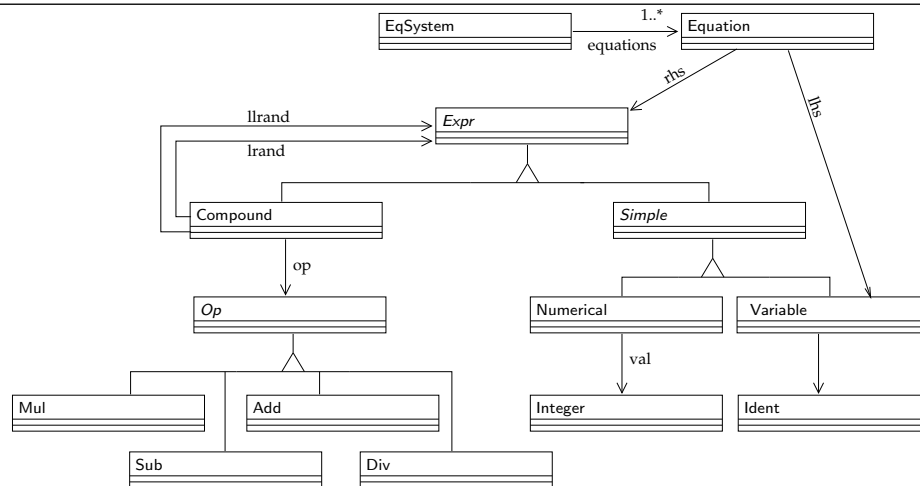 EqSystem
1..*
equations
Equation
rhs
lhs
Expr
llrand
lrand
Compound
Simple
op
Op
Numerical
Variable
val
Mul
Add
Integer
Ident
Sub
Div